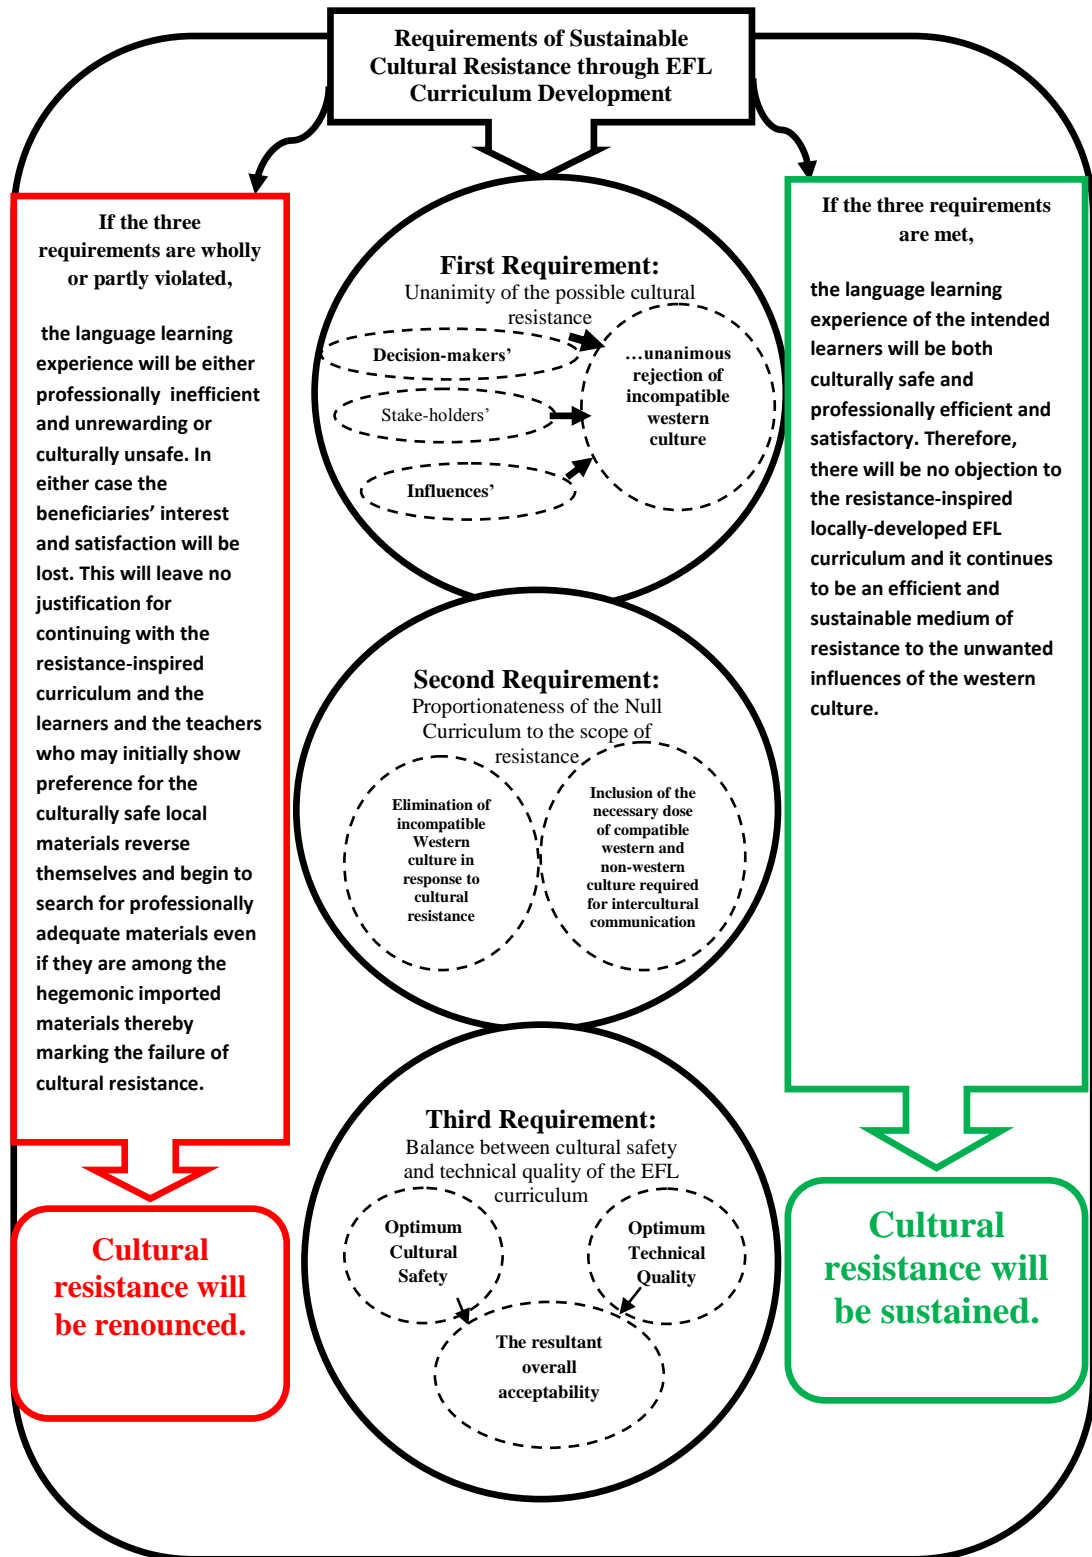 Requirements of Sustainable
Cultural Resistance through EFL
Curriculum Development
If the three
requirements are wholly
or partly violated,
the language learning
experience will be either
professionally inefficient
and unrewarding or
culturally unsafe. In
either case the
beneficiaries’ interest
and satisfaction will be
lost. This will leave no
justification for
continuing with the
resistance-inspired
curriculum and the
learners and the teachers
who may initially show
preference for the
culturally safe local
materials reverse
themselves and begin to
search for professionally
adequate materials even
if they are among the
hegemonic imported
materials thereby
marking the failure of
cultural resistance.
Cultural
resistance will
be renounced.
First Requirement:
Unanimity of the possible cultural
resistance
Decision-makers’
Stake-holders’
Influences’
…unanimous
rejection of
incompatible
western
culture
Second Requirement:
Proportionateness of the Null
Curriculum to the scope of
resistance
Elimination of
incompatible
Western
culture in
response to
cultural
resistance
Inclusion of the
necessary dose
of compatible
western and
non-western
culture required
for intercultural
communication
Third Requirement:
Balance between cultural safety
and technical quality of the EFL
curriculum
Optimum
Cultural
Safety
Optimum
Technical
Quality
The resultant
overall
acceptability
If the three requirements
are met,
the language learning
experience of the intended
learners will be both
culturally safe and
professionally efficient and
satisfactory. Therefore,
there will be no objection to
the resistance-inspired
locally-developed EFL
curriculum and it continues
to be an efficient and
sustainable medium of
resistance to the unwanted
influences of the western
culture.
Cultural
resistance will
be sustained.